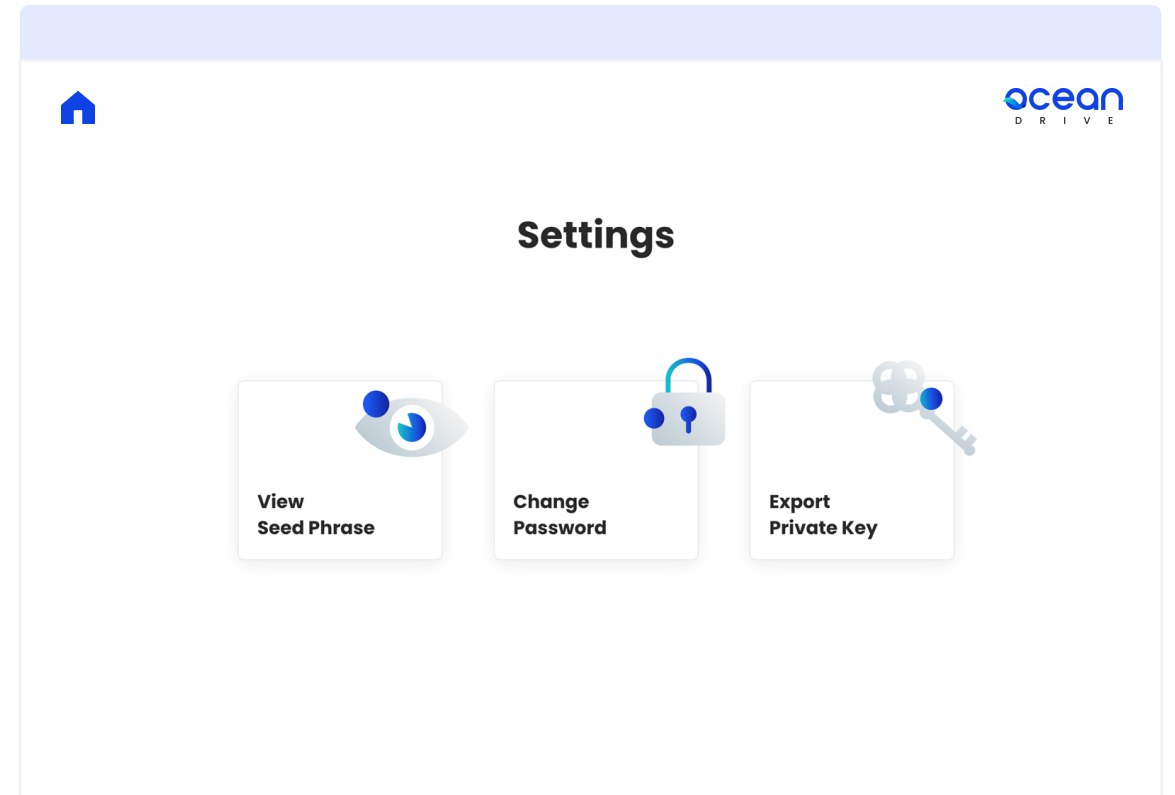 ocean
DRIVE
Settings
View
Seed Phrase
Change
Password
Export
Private Key